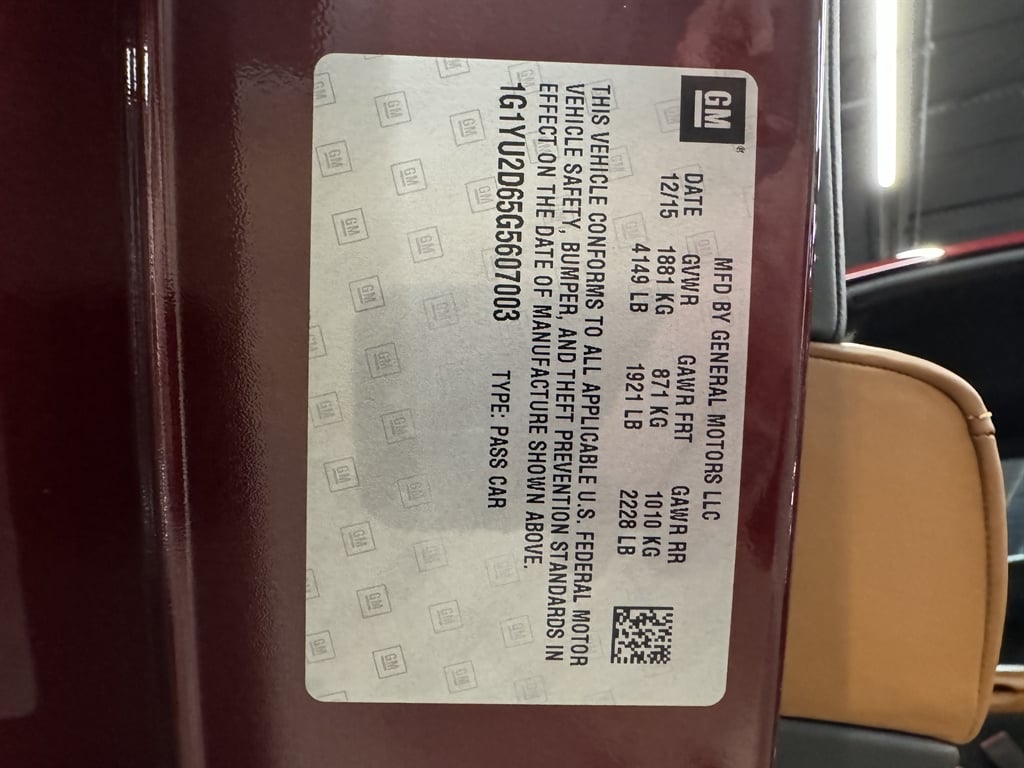 GM
MFD BY GENERAL MOTORS LLC
DATE GVWR GAWR FRT GAWR RR
12/15 1881 KG 871 KG 1010 KG
4149 LB 1921 LB 2228 LB
THIS VEHICLE CONFORMS TO ALL APPLICABLE U.S. FEDERAL MOTOR
VEHICLE SAFETY, BUMPER, AND THEFT PREVENTION STANDARDS IN
EFFECT ON THE DATE OF MANUFACTURE SHOWN ABOVE.
1G1YU2D65G5607003 TYPE: PASS CAR